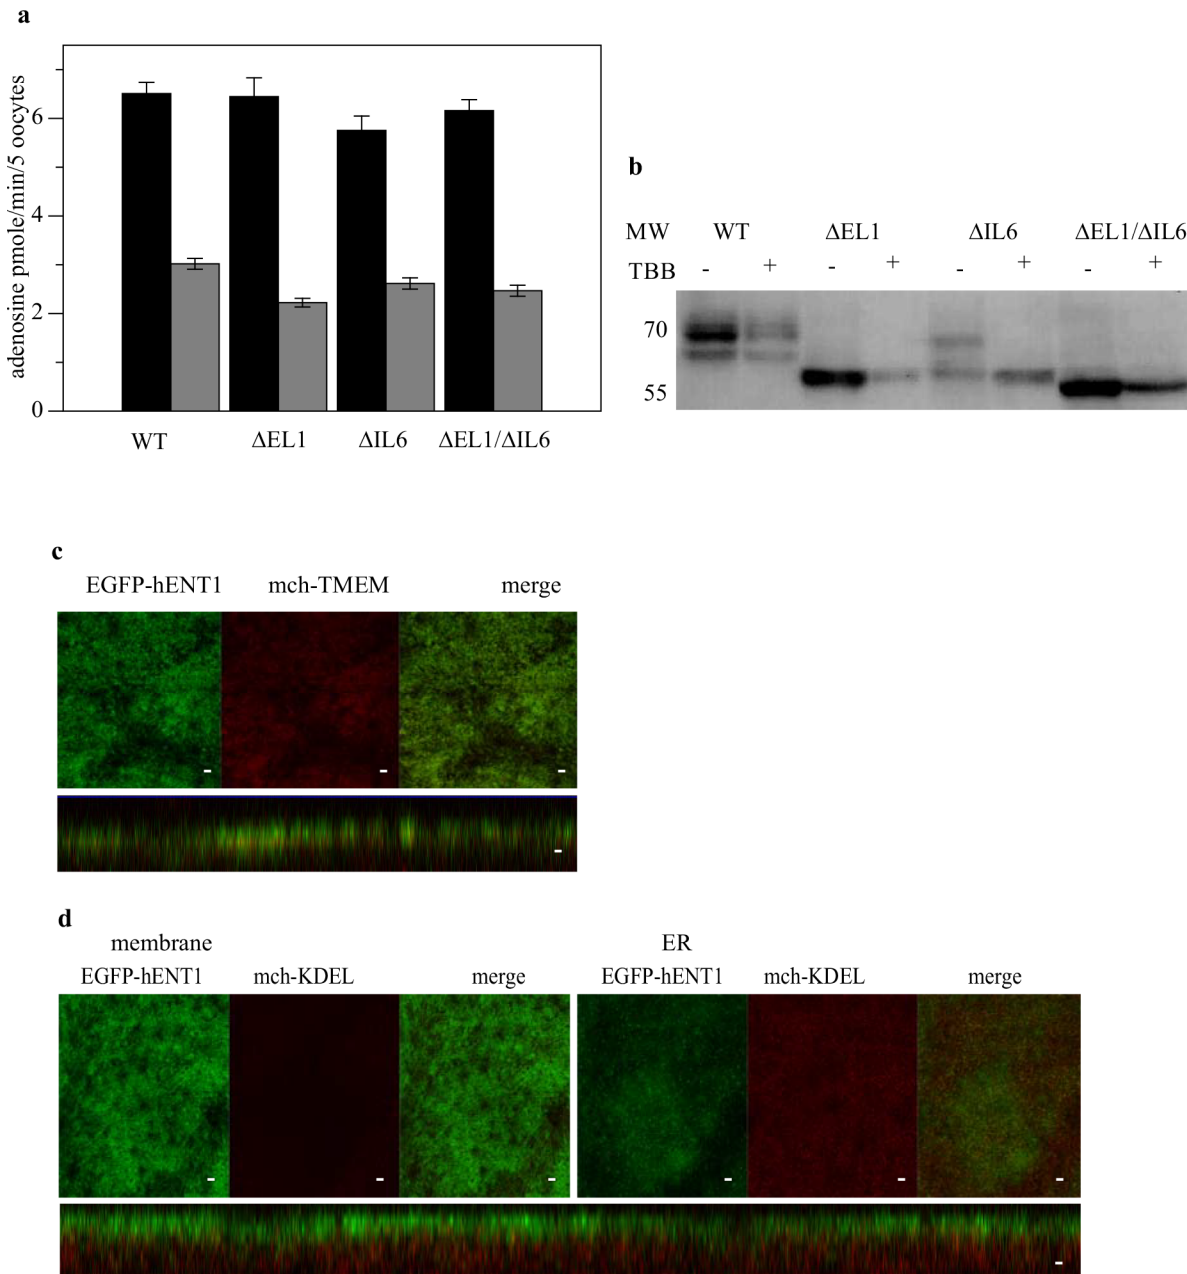 a
adenosine pmole/min/5 oocytes
6
4
2
0
WT ΔEL1 ΔIL6 ΔEL1/ΔIL6
b
MW WT ΔEL1 ΔIL6 ΔEL1/ΔIL6
TBB - + - + - + - +
70
55
c
EGFP-hENT1 mch-TMEM merge
d
membrane ER
EGFP-hENT1 mch-KDEL merge EGFP-hENT1 mch-KDEL merge